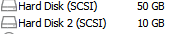 Hard Disk (SCSI) 50 GB
Hard Disk 2 (SCSI) 10 GB